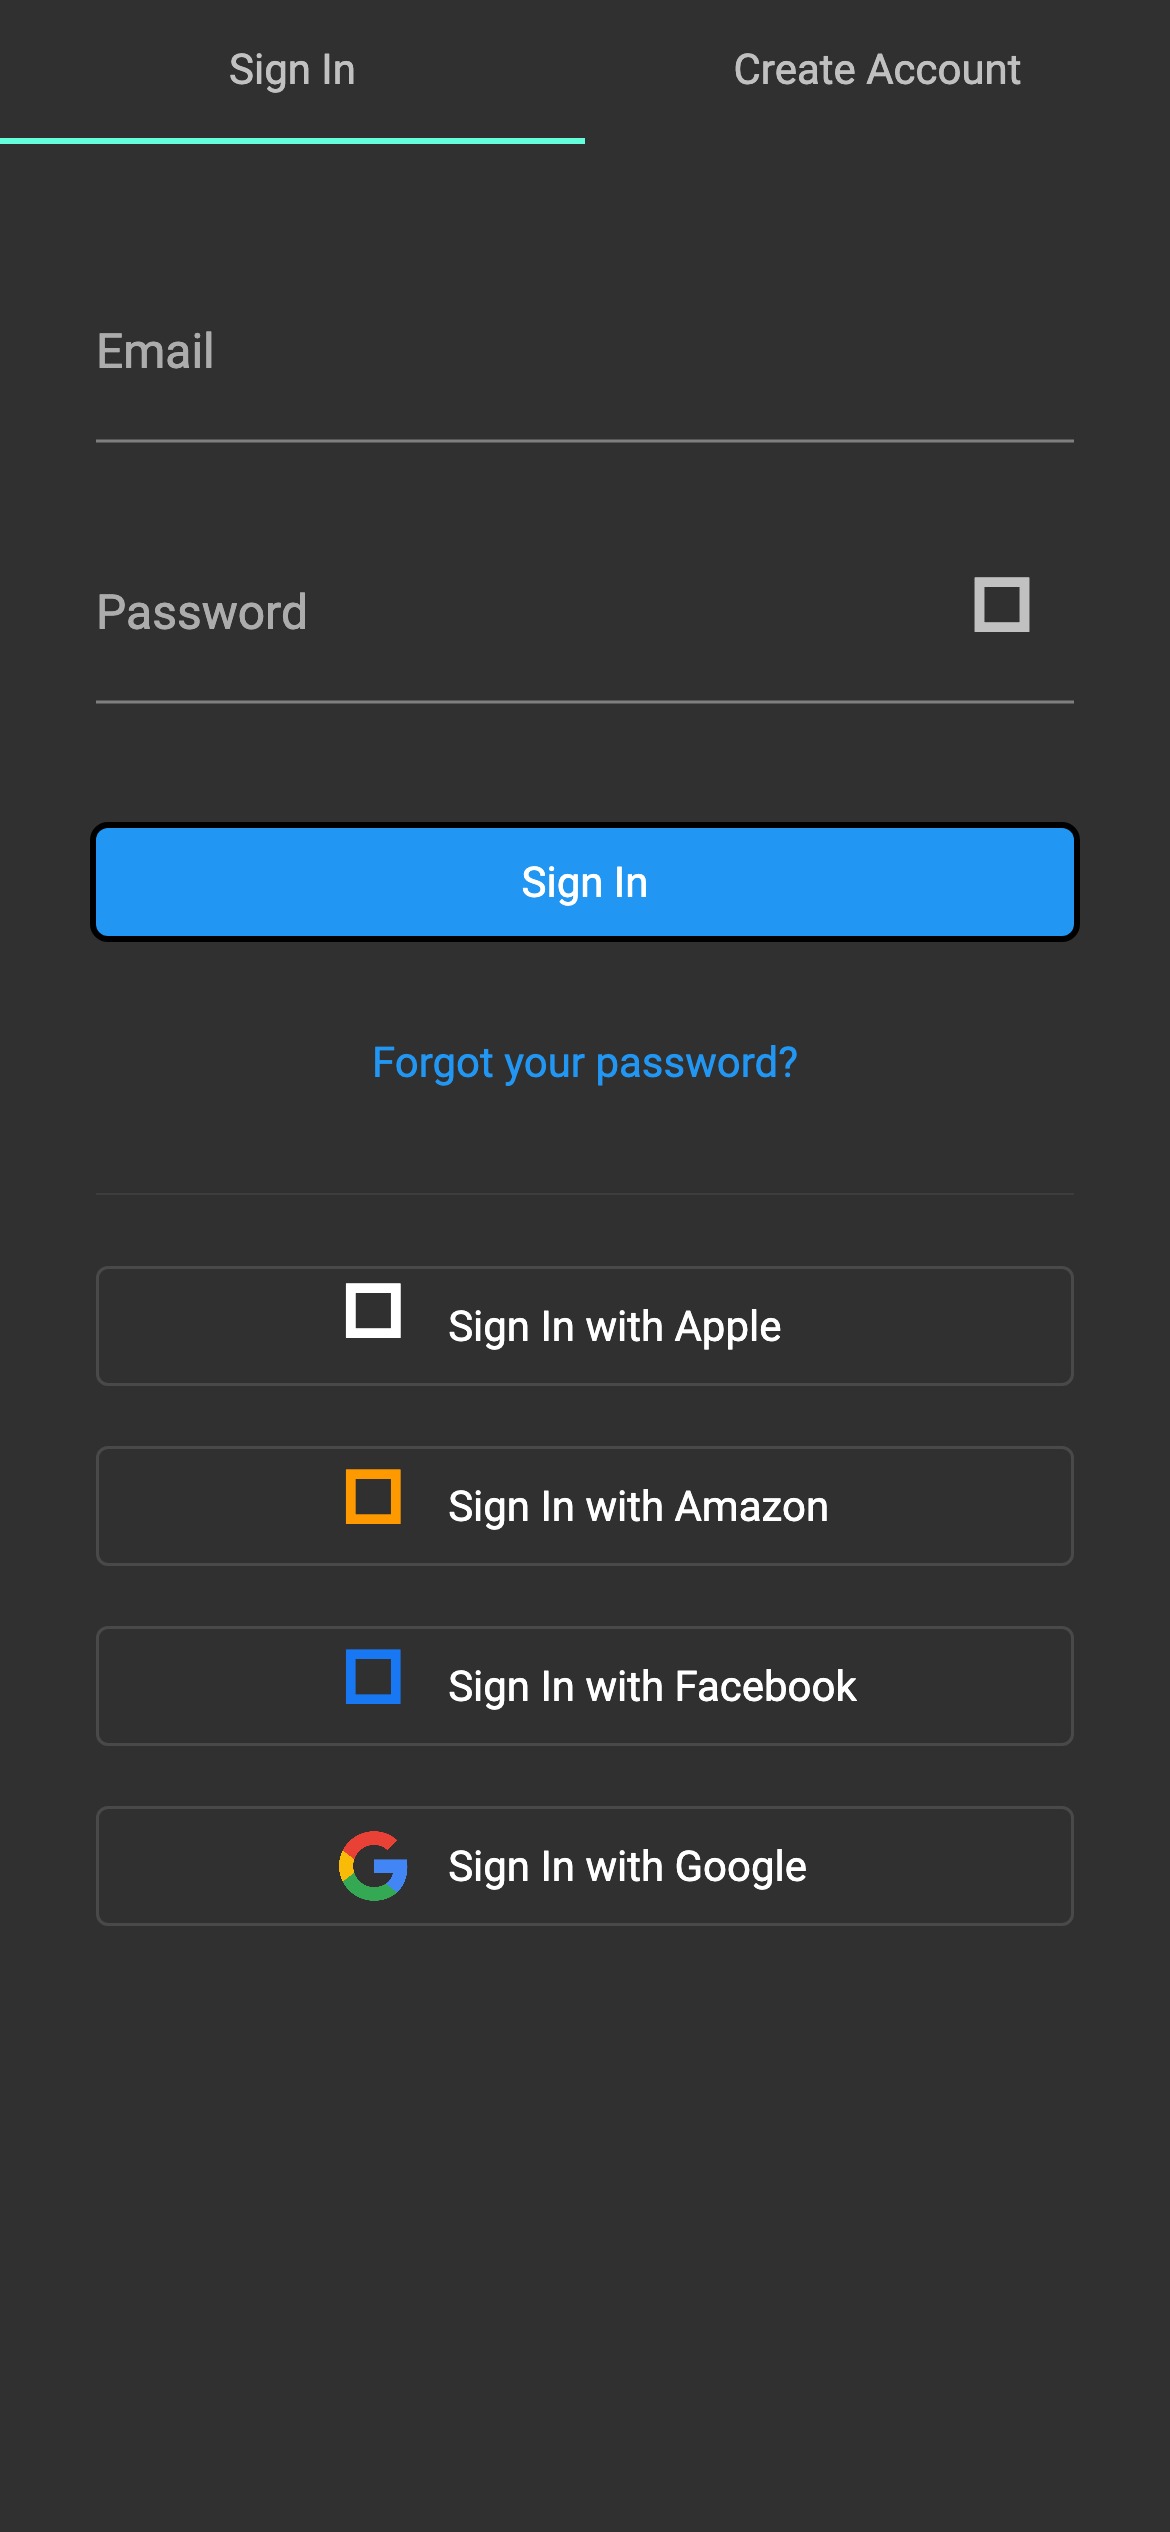 Sign In
Create Account
Email
Password
Sign In
Forgot your password?
Sign In with Apple
Sign In with Amazon
Sign In with Facebook
Sign In with Google